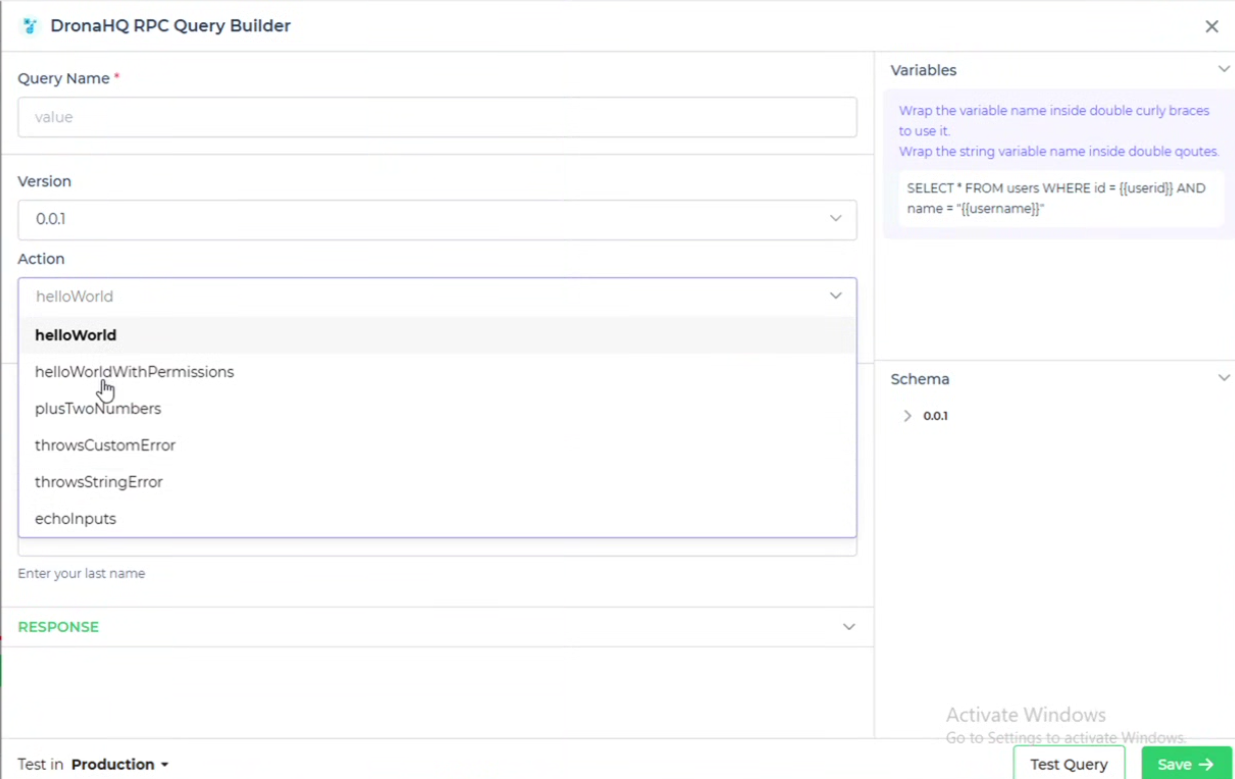 DronaHQ RPC Query Builder
Query Name *
value
Version
0.0.1
Action
helloWorld
helloWorld
helloWorldWithPermissions
plusTwoNumbers
throwsCustomError
throwsStringError
echoInputs
Enter your last name
RESPONSE
Test in Production
Variables
Wrap the variable name inside double curly braces
to use it.
Wrap the string variable name inside double qoutes.
SELECT * FROM users WHERE id = {{userid}} AND
name = "{{username}}"
Schema
0.0.1
Activate Windows
Go to Settings to activate Windows.
Test Query
Save